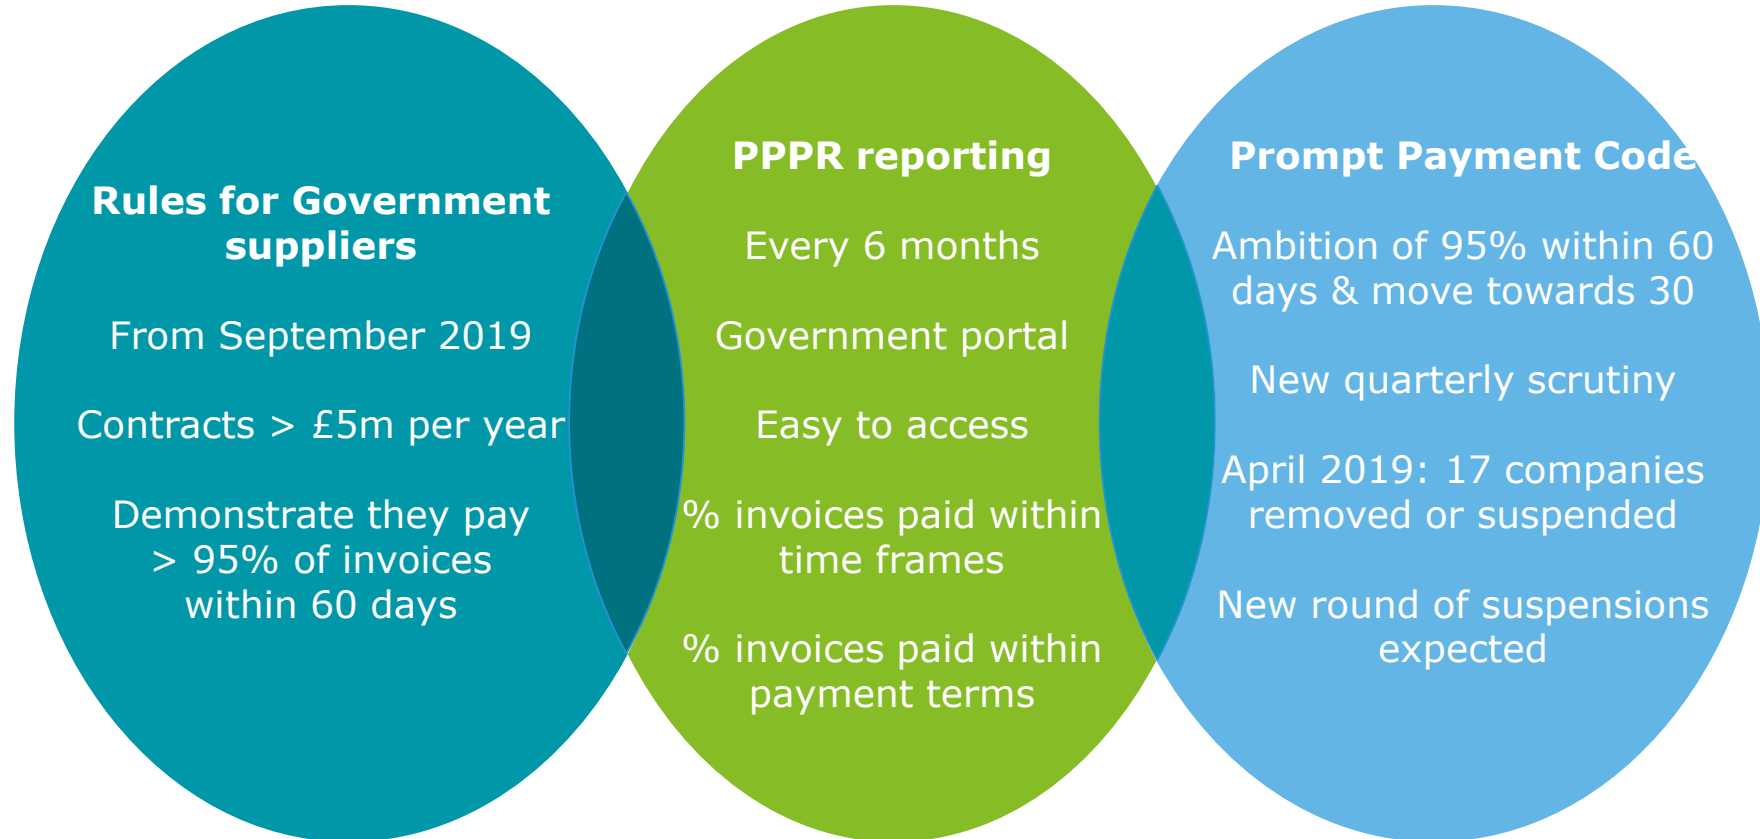 Rules for Government
suppliers
From September 2019
Contracts > £5m per year
Demonstrate they pay
> 95% of invoices
within 60 days
PPPR reporting
Every 6 months
Government portal
Easy to access
% invoices paid within
time frames
% invoices paid within
payment terms
Prompt Payment Code
Ambition of 95% within 60
days & move towards 30
New quarterly scrutiny
April 2019: 17 companies
removed or suspended
New round of suspensions
expected